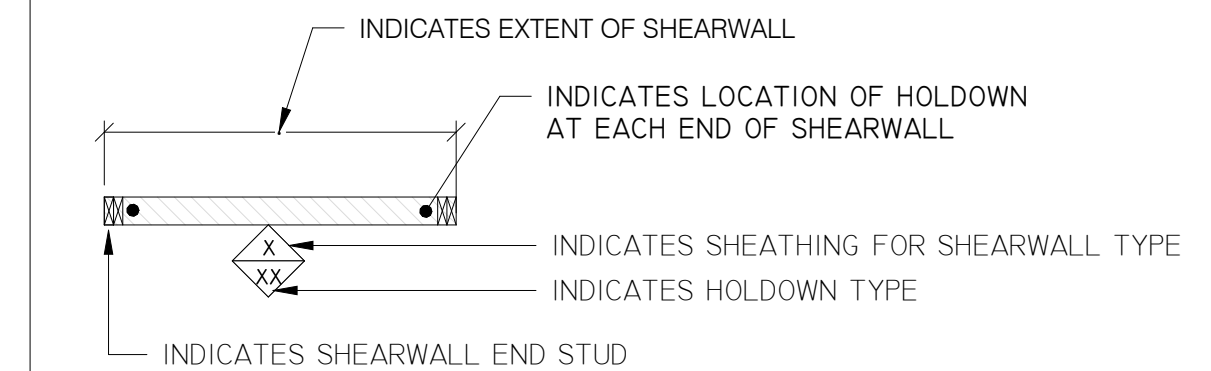 INDICATES EXTENT OF SHEARWALL
INDICATES LOCATION OF HOLDOWN
AT EACH END OF SHEARWALL
X
INDICATES SHEATHING FOR SHEARWALL TYPE
XX
INDICATES HOLDOWN TYPE
INDICATES SHEARWALL END STUD